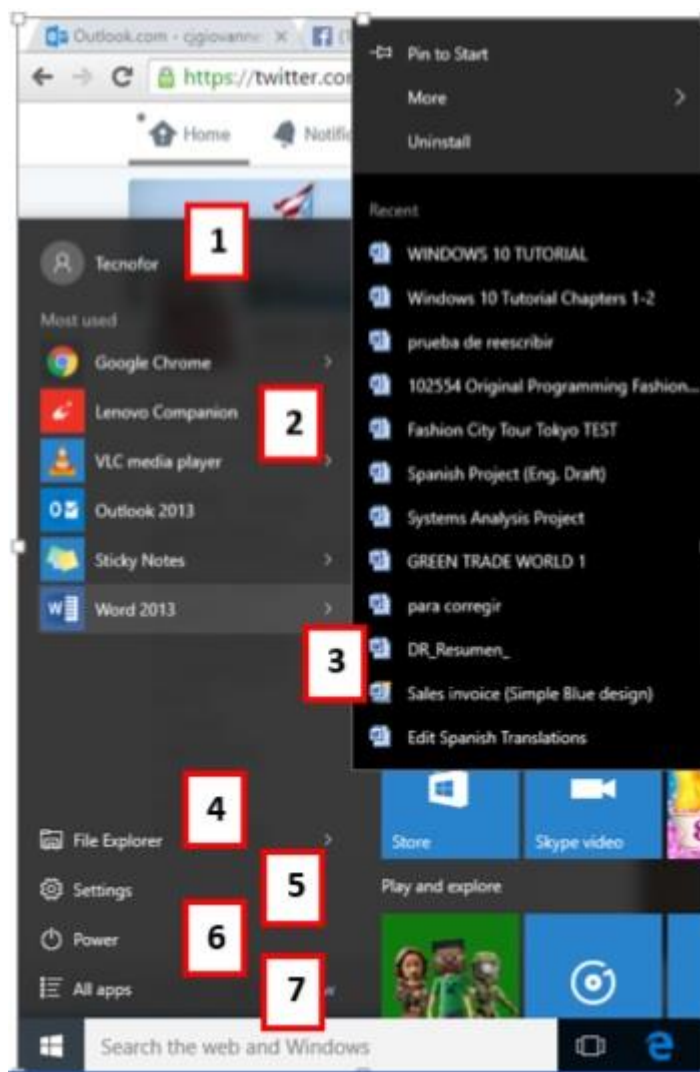 Outlook.com - cjgiovanne
https://twitter.cor
Home
Notific
1
Tecnofor
Most used
Google Chrome
Lenovo Companion
2
VLC media player
Outlook 2013
Sticky Notes
Word 2013
Pin to Start
More
Uninstall
Recent
WINDOWS 10 TUTORIAL
Windows 10 Tutorial Chapters 1-2
prueba de reescribir
102554 Original Programming Fashion...
Fashion City Tour Tokyo TEST
Spanish Project (Eng. Draft)
Systems Analysis Project
GREEN TRADE WORLD 1
para corregir
3
DR_Resumen_
Sales invoice (Simple Blue design)
Edit Spanish Translations
4
File Explorer
5
Settings
6
Power
7
All apps
Store
Skype video
Play and explore
Search the web and Windows